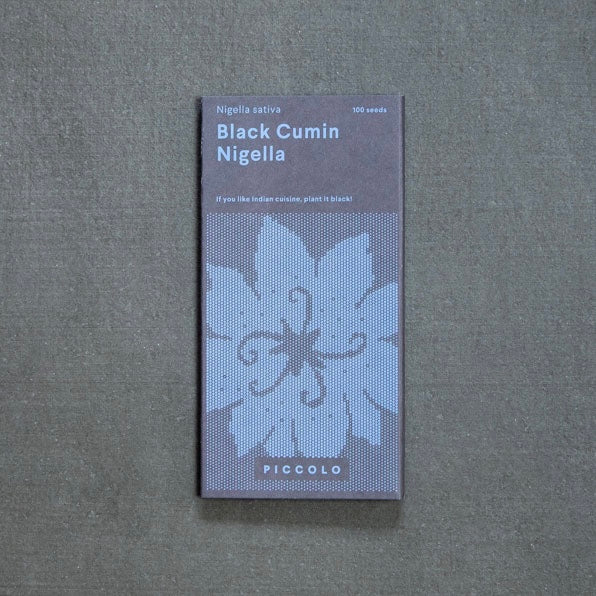 Nigella sativa
100 seeds
Black Cumin
Nigella
If you like Indian cuisine, plant it black!
PICCOLO